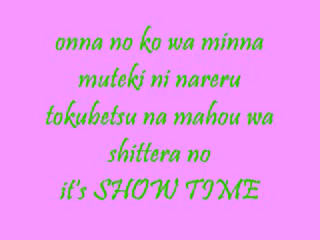 onna no ko wa minna
muteki ni nareru
tokubetsu na mahou wa
shittera no
it's SHOW TIME